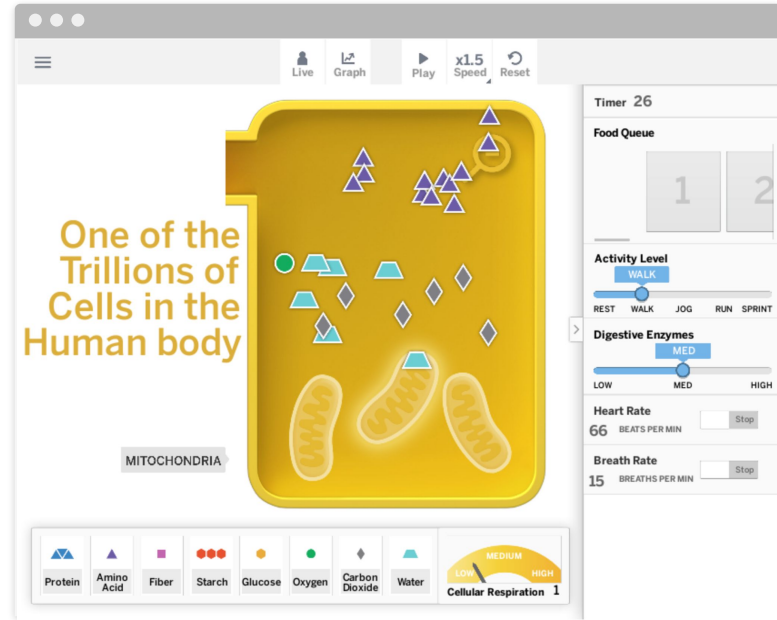 Live
Graph
Play
x1.5
Speed
Reset
Timer 26
Food Queue
1
2
One of the
Trillions of
Cells in the
Human body
Activity Level
WALK
REST WALK JOG RUN SPRINT
Digestive Enzymes
MED
LOW MED HIGH
Heart Rate
Stop
66 BEATS PER MIN
Breath Rate
Stop
15 BREATHS PER MIN
MITOCHONDRIA
Protein
Amino
Acid
Fiber
Starch
Glucose
Oxygen
Carbon
Dioxide
Water
MEDIUM
LOW HIGH
Cellular Respiration 1